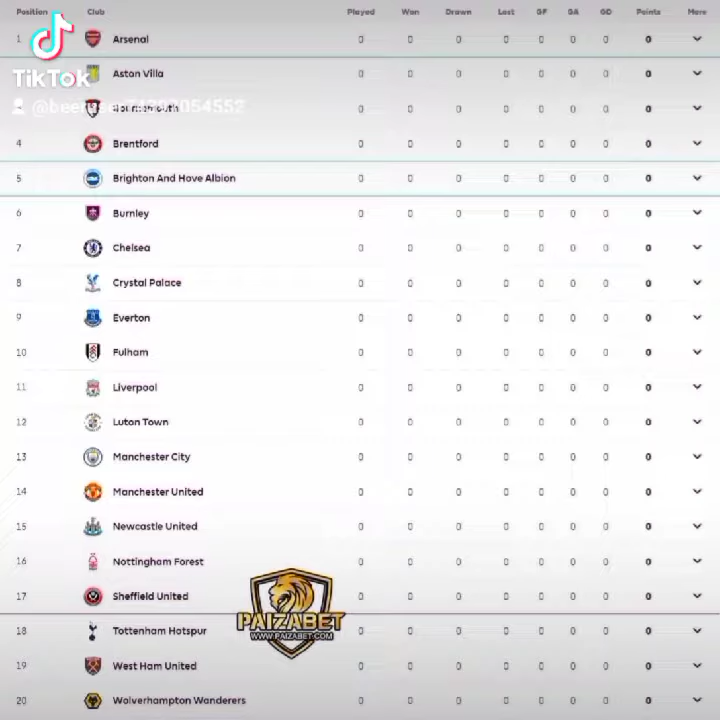 Position Club Played Won Drawn Lost GF GA GD Points More
1 Arsenal 0 0 0 0 0 0 0 0
TikTok
Aston Villa 0 0 0 0 0 0 0 0
Bournemouth 0 0 0 0 0 0 0 0
4 Brentford 0 0 0 0 0 0 0 0
5 Brighton And Hove Albion 0 0 0 0 0 0 0 0
6 Burnley 0 0 0 0 0 0 0 0
7 Chelsea 0 0 0 0 0 0 0 0
8 Crystal Palace 0 0 0 0 0 0 0 0
9 Everton 0 0 0 0 0 0 0 0
10 Fulham 0 0 0 0 0 0 0 0
11 Liverpool 0 0 0 0 0 0 0 0
12 Luton Town 0 0 0 0 0 0 0 0
13 Manchester City 0 0 0 0 0 0 0 0
14 Manchester United 0 0 0 0 0 0 0 0
15 Newcastle United 0 0 0 0 0 0 0 0
16 Nottingham Forest 0 0 0 0 0 0 0 0
17 Sheffield United 0 0 0 0 0 0 0 0
PAIZABET
WWW.PAIZABET.COM
18 Tottenham Hotspur 0 0 0 0 0 0 0 0
19 West Ham United 0 0 0 0 0 0 0 0
20 Wolverhampton Wanderers 0 0 0 0 0 0 0 0